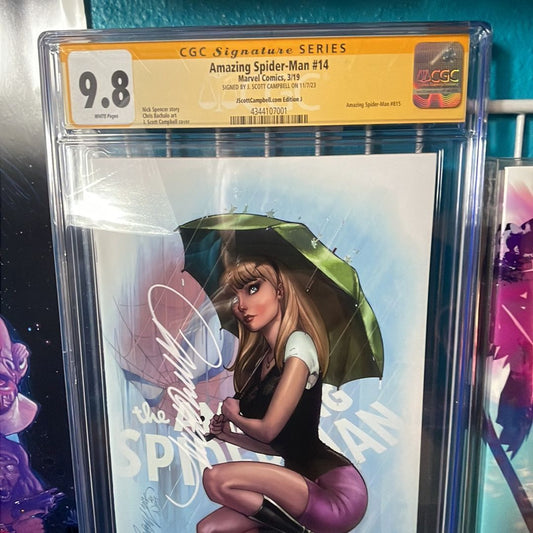 CGC Signature SERIES
9.8
WHITE Pages
Amazing Spider-Man #14
Marvel Comics, 3/19
SIGNED BY J. SCOTT CAMPBELL ON 11/7/23
JScottCampbell.com Edition J
4344107001
Nick Spencer story
Chris Bachalo art
J. Scott Campbell cover
Amazing Spider-Man #815
CGC
the
SPIDER-MAN